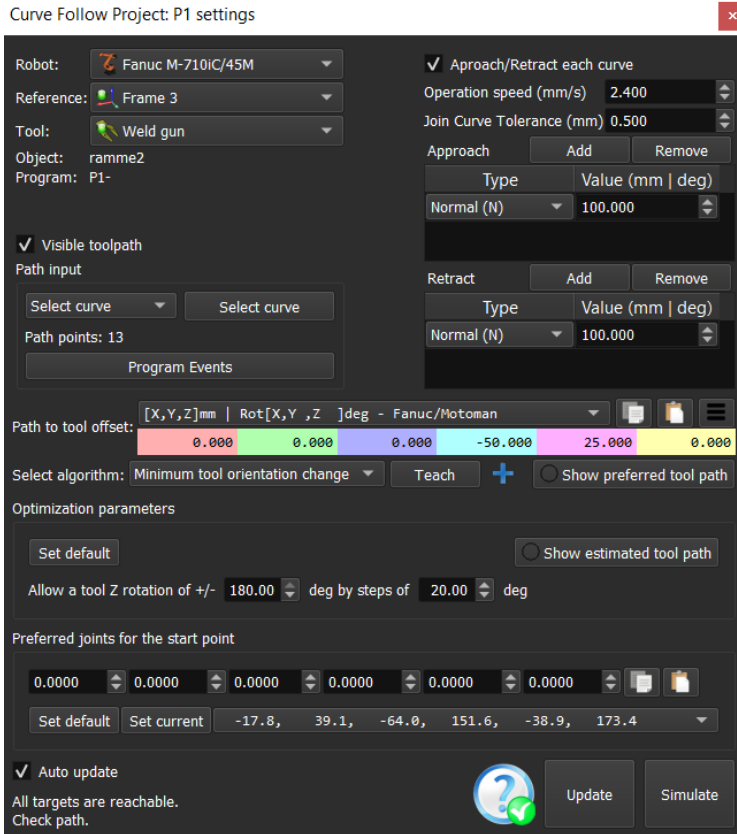 Curve Follow Project: P1 settings
Robot: Fanuc M-710iC/45M
Reference: Frame 3
Tool: Weld gun
Object: ramme2
Program: P1-
Visible toolpath
Path input
Select curve Select curve
Path points: 13
Program Events
Aproach/Retract each curve
Operation speed (mm/s) 2.400
Join Curve Tolerance (mm) 0.500
Approach Add Remove
Type Value (mm | deg)
Normal (N) 100.000
Retract Add Remove
Type Value (mm | deg)
Normal (N) 100.000
Path to tool offset: [X,Y,Z]mm | Rot[X,Y ,Z ]deg - Fanuc/Motoman
0.000 0.000 0.000 -50.000 25.000 0.000
Select algorithm: Minimum tool orientation change Teach Show preferred tool path
Optimization parameters
Set default Show estimated tool path
Allow a tool Z rotation of +/- 180.00 deg by steps of 20.00 deg
Preferred joints for the start point
0.0000 0.0000 0.0000 0.0000 0.0000 0.0000
Set default Set current -17.8, 39.1, -64.0, 151.6, -38.9, 173.4
Auto update
All targets are reachable.
Check path.
Update Simulate